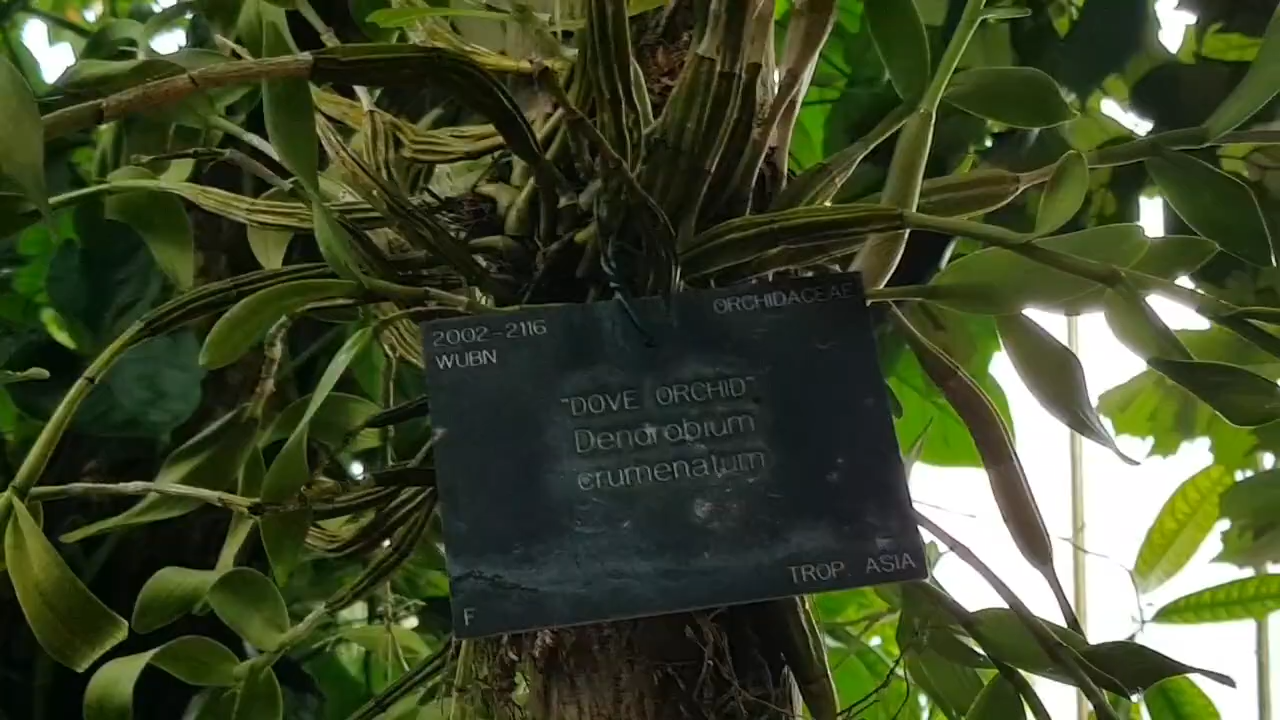 2002-2116
ORCHIDACEAE
WUBN
"DOVE ORCHID"
Dendrobium
crumenatum
TROP. ASIA
F